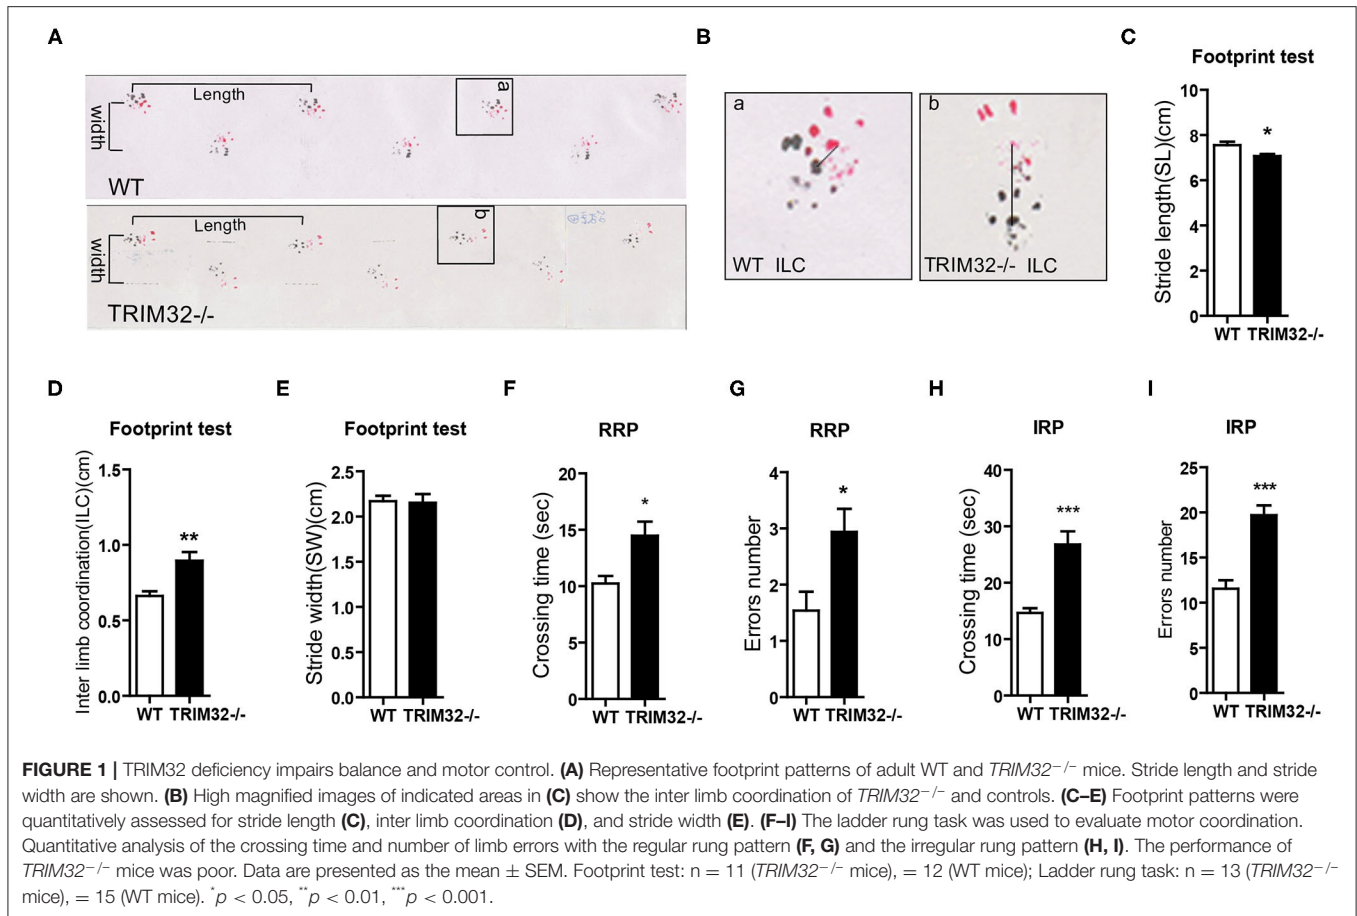 A
Length
width
a
WT
Length
width
b
TRIM32-/-
B
a
WT ILC
b
TRIM32-/- ILC
C
Footprint test
Stride length(SL)(cm)
10
8
6
4
2
0
*
WT TRIM32-/-
D
Footprint test
Inter limb coordination(ILC)(cm)
1.5
1.0
0.5
0.0
**
WT TRIM32-/-
E
Footprint test
Stride width(SW)(cm)
2.5
2.0
1.5
1.0
0.5
0.0
WT TRIM32-/-
F
RRP
Crossing time (sec)
20
15
10
5
0
*
WT TRIM32-/-
G
RRP
Errors number
4
3
2
1
0
*
WT TRIM32-/-
H
IRP
Crossing time (sec)
40
30
20
10
0
***
WT TRIM32-/-
I
IRP
Errors number
25
20
15
10
5
0
***
WT TRIM32-/-
FIGURE 1 | TRIM32 deficiency impairs balance and motor control. (A) Representative footprint patterns of adult WT and TRIM32−/− mice. Stride length and stride
width are shown. (B) High magnified images of indicated areas in (C) show the inter limb coordination of TRIM32−/− and controls. (C–E) Footprint patterns were
quantitatively assessed for stride length (C), inter limb coordination (D), and stride width (E). (F–I) The ladder rung task was used to evaluate motor coordination.
Quantitative analysis of the crossing time and number of limb errors with the regular rung pattern (F, G) and the irregular rung pattern (H, I). The performance of
TRIM32−/− mice was poor. Data are presented as the mean ± SEM. Footprint test: n = 11 (TRIM32−/− mice), = 12 (WT mice); Ladder rung task: n = 13 (TRIM32−/−
mice), = 15 (WT mice). *p < 0.05, **p < 0.01, ***p < 0.001.